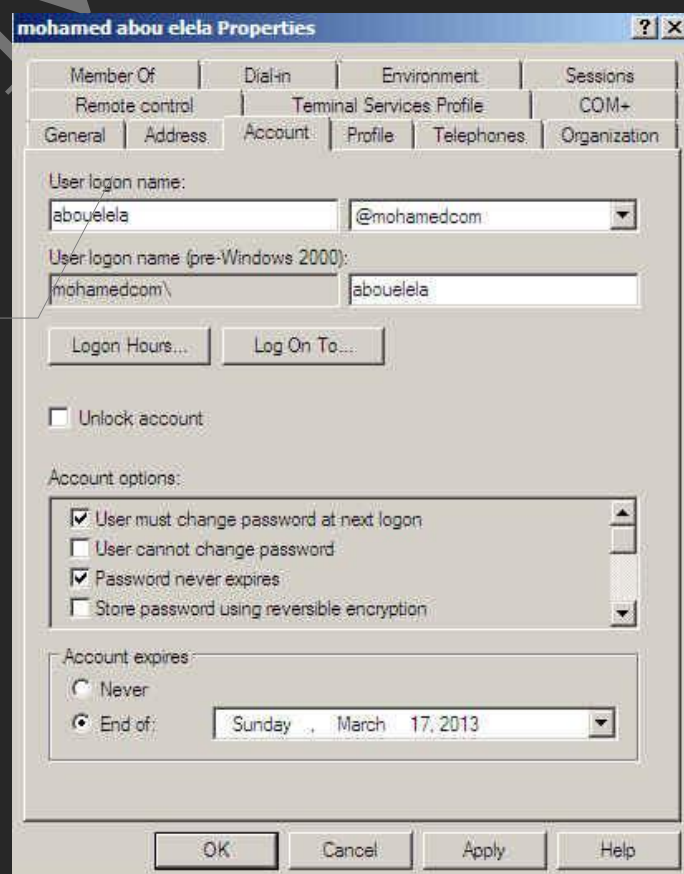 mohamed abou elela Properties
Member Of Dial-in Environment Sessions
Remote control Terminal Services Profile COM+
General Address Account Profile Telephones Organization
User logon name:
abouelela @mohamedcom
User logon name (pre-Windows 2000):
mohamedcom\ abouelela
Logon Hours... Log On To...
Unlock account
Account options:
User must change password at next logon
User cannot change password
Password never expires
Store password using reversible encryption
Account expires
Never
End of: Sunday , March 17, 2013
OK Cancel Apply Help